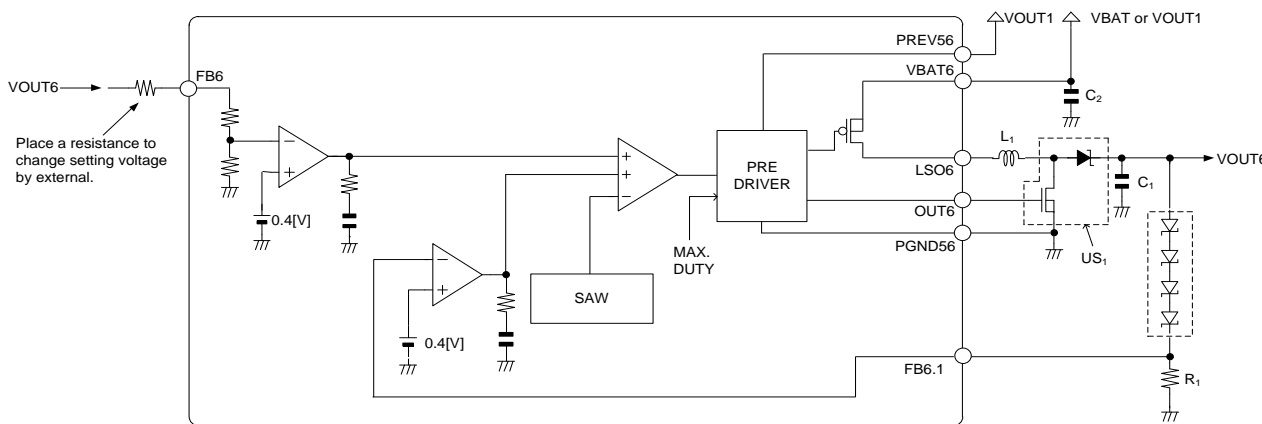 VOUT1
VBAT or VOUT1
PREV56
VBAT6
FB6
VOUT6
C2
Place a resistance to
change setting voltage
by external.
L1
PRE
DRIVER
LSO6
VOUT6
C1
0.4[V]
OUT6
MAX.
DUTY
PGND56
US1
SAW
0.4[V]
FB6.1
R1